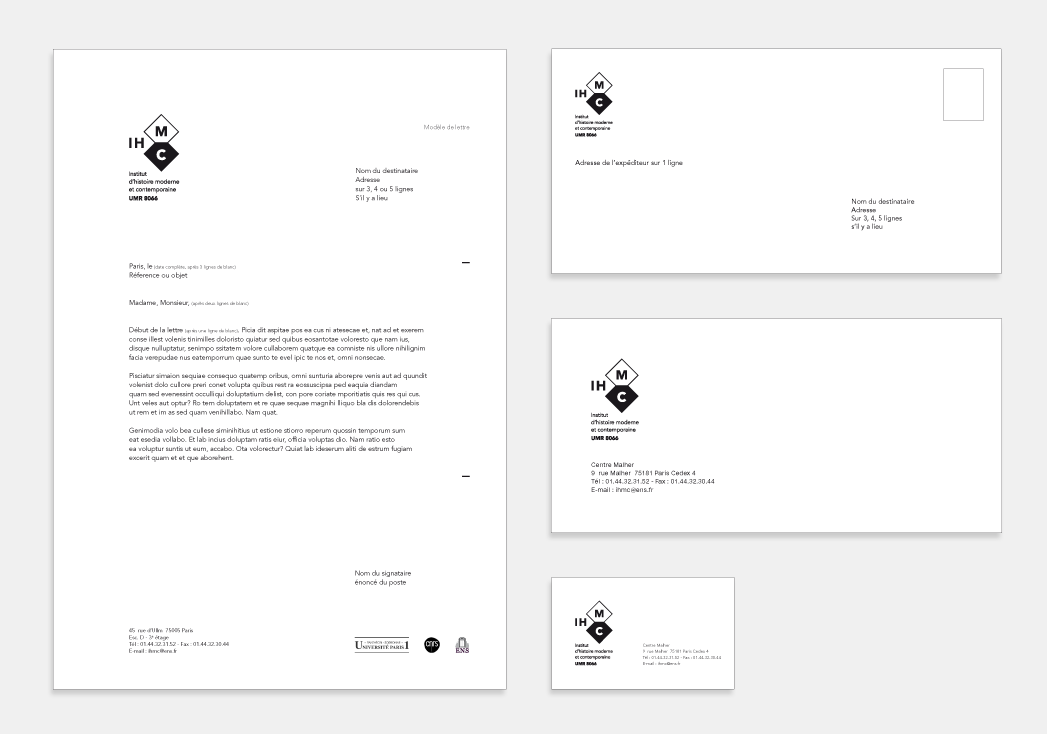 M
IH
C
Institut
d'histoire moderne
et contemporaine
UMR 8066
Modèle de lettre
Nom du destinataire
Adresse
sur 3, 4 ou 5 lignes
S'il y a lieu
Paris, le (date complète, après 3 lignes de blanc)
Réference ou objet
Madame, Monsieur, (après deux lignes de blanc)
Début de la lettre (après une ligne de blanc). Picia dit aspitae pos ea cus ni atesecae et, nat ad et exerem
conse illest volenis tinimilles doloristo quiatur sed quibus eosantotae voloresto que nam ius,
disque nulluptatur, senimpo ssitatem volore cullaborem quatque ea comniste nis ullore nihilignim
facia verepudae nus eatemporrum quae sunto te evel ipic te nos et, omni nonsecae.
Pisciatur simaion sequiae consequo quatemp oribus, omni sunturia aborepre venis aut ad quundit
volenist dolo cullore preri conet volupta quibus rest ra eossuscipsa ped eaquia diandam
quam sed evenessint occulliqui doluptatium delist, con pore coriate mporitiatis quis res qui cus.
Unt veles aut optur? Ro tem doluptatem et re quae sequae magnihi lliquo bla dis dolorendebis
ut rem et im as sed quam venihillabo. Nam quat.
Genimodia volo bea cullese siminihitius ut estione storro reperum quossin temporum sum
eat esedia vollabo. Et lab incius doluptam ratis eiur, officia voluptas dio. Nam ratio esto
ea voluptur suntis ut eum, accabo. Ota volorectur? Quiat lab ideserum aliti de estrum fugiam
excerit quam et et que aborehent.
Nom du signataire
énoncé du poste
45 rue d'Ulm 75005 Paris
Esc. D - 3e étage
Tél : 01.44.32.31.52 - Fax : 01.44.32.30.44
E-mail : ihmc@ens.fr
UNIVERSITÉ PARIS 1
cnrs
ENS
M
IH
C
Institut
d'histoire moderne
et contemporaine
UMR 8066
Adresse de l'expéditeur sur 1 ligne
Nom du destinataire
Adresse
Sur 3, 4, 5 lignes
s'il y a lieu
M
IH
C
Institut
d'histoire moderne
et contemporaine
UMR 8066
Centre Malher
9 rue Malher 75181 Paris Cedex 4
Tél : 01.44.32.31.52 - Fax : 01.44.32.30.44
E-mail : ihmc@ens.fr
M
IH
C
Institut
d'histoire moderne
et contemporaine
UMR 8066
Centre Malher
9 rue Malher 75181 Paris Cedex 4
Tél : 01.44.32.31.52 - Fax : 01.44.32.30.44
E-mail : ihmc@ens.fr